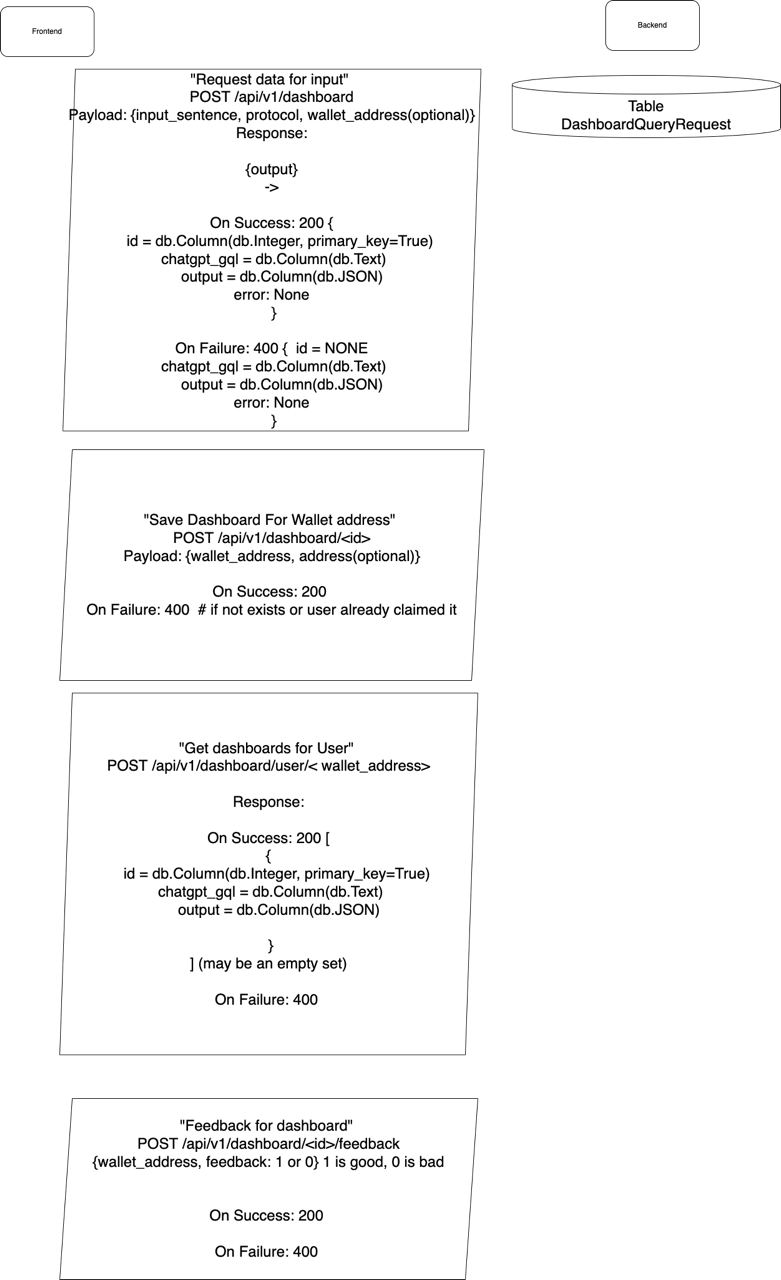 Frontend
Backend
"Request data for input"
POST /api/v1/dashboard
Payload: {input_sentence, protocol, wallet_address(optional)}
Response:
{output}
->
On Success: 200 {
id = db.Column(db.Integer, primary_key=True)
chatgpt_gql = db.Column(db.Text)
output = db.Column(db.JSON)
error: None
}
On Failure: 400 {  id = NONE
chatgpt_gql = db.Column(db.Text)
output = db.Column(db.JSON)
error: None
}
Table
DashboardQueryRequest
"Save Dashboard For Wallet address"
POST /api/v1/dashboard/<id>
Payload: {wallet_address, address(optional)}
On Success: 200
On Failure: 400  # if not exists or user already claimed it
"Get dashboards for User"
POST /api/v1/dashboard/user/< wallet_address>
Response:
On Success: 200 [
{
id = db.Column(db.Integer, primary_key=True)
chatgpt_gql = db.Column(db.Text)
output = db.Column(db.JSON)
}
] (may be an empty set)
On Failure: 400
"Feedback for dashboard"
POST /api/v1/dashboard/<id>/feedback
{wallet_address, feedback: 1 or 0} 1 is good, 0 is bad
On Success: 200
On Failure: 400